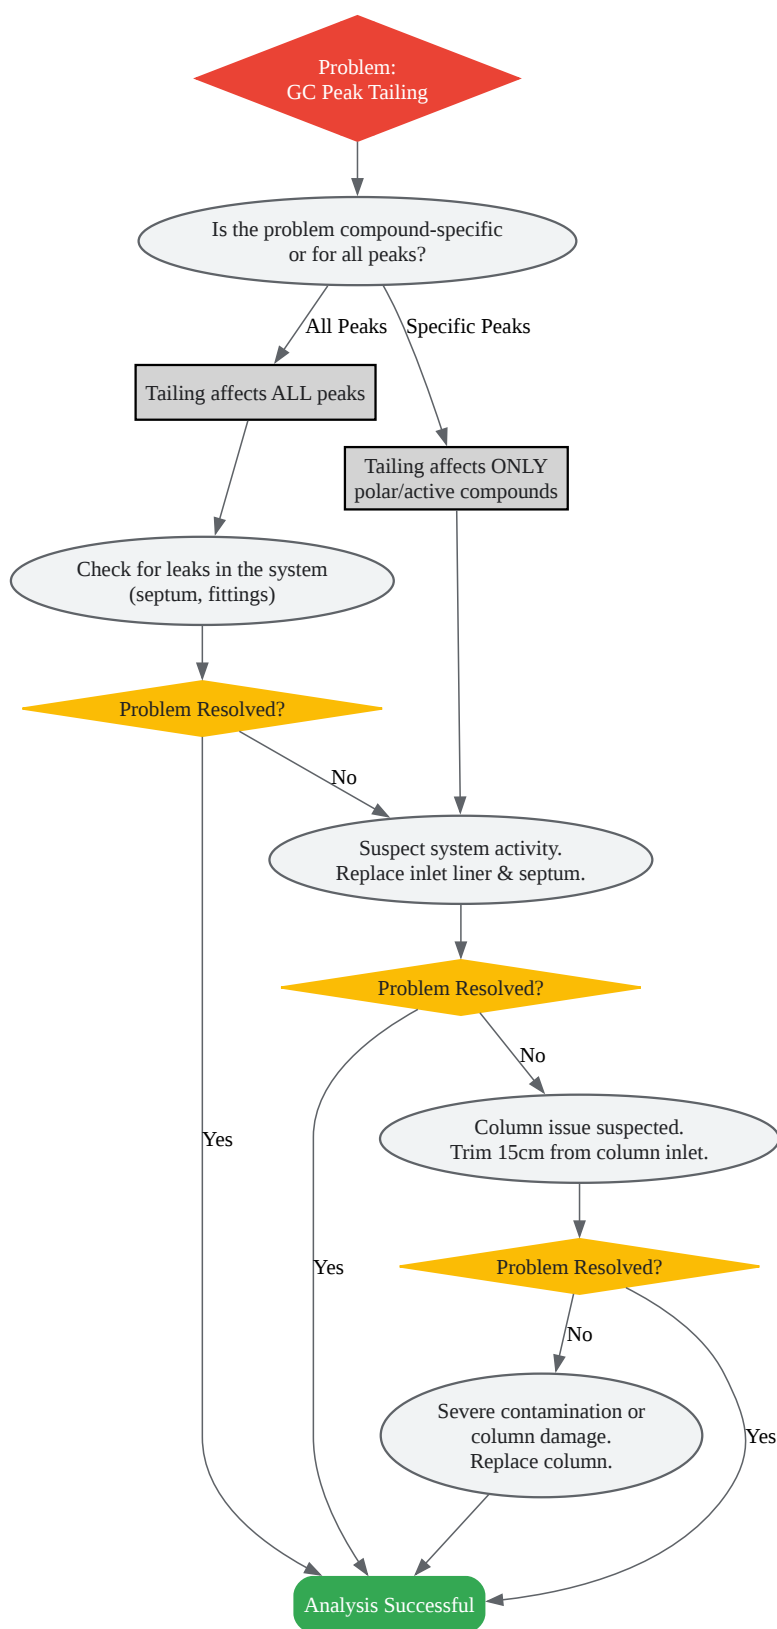 Problem:
GC Peak Tailing
Is the problem compound-specific
or for all peaks?
All Peaks
Specific Peaks
Tailing affects ALL peaks
Tailing affects ONLY
polar/active compounds
Check for leaks in the system
(septum, fittings)
Problem Resolved?
No
Suspect system activity.
Replace inlet liner & septum.
Problem Resolved?
No
Column issue suspected.
Trim 15cm from column inlet.
Yes
Yes
Problem Resolved?
No
Severe contamination or
column damage.
Replace column.
Yes
Analysis Successful